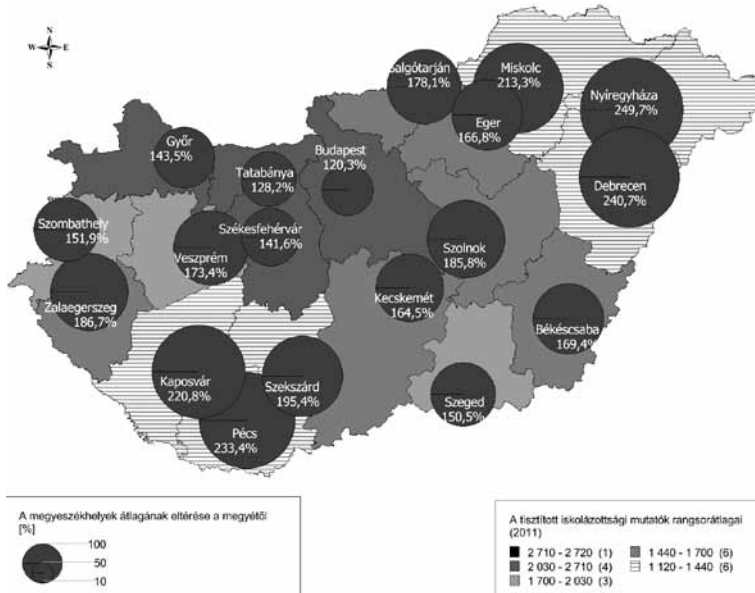 N
W E
S
Salgótarján
178,1%
Miskolc
213,3%
Nyíregyháza
249,7%
Eger
166,8%
Győr
143,5%
Budapest
120,3%
Tatabánya
128,2%
Debrecen
240,7%
Szombathely
151,9%
Székesfehérvár
141,6%
Veszprém
173,4%
Szolnok
185,8%
Zalaegerszeg
186,7%
Kecskemét
164,5%
Békéscsaba
169,4%
Kaposvár
220,8%
Szekszárd
195,4%
Szeged
150,5%
Pécs
233,4%
A megyeszékhelyek átlagának eltérése a megyétől
[%]
100
50
10
A tisztított iskolázottsági mutatók rangsorátlagai
(2011)
2 710 - 2 720 (1)
2 030 - 2 710 (4)
1 700 - 2 030 (3)
1 440 - 1 700 (6)
1 120 - 1 440 (6)